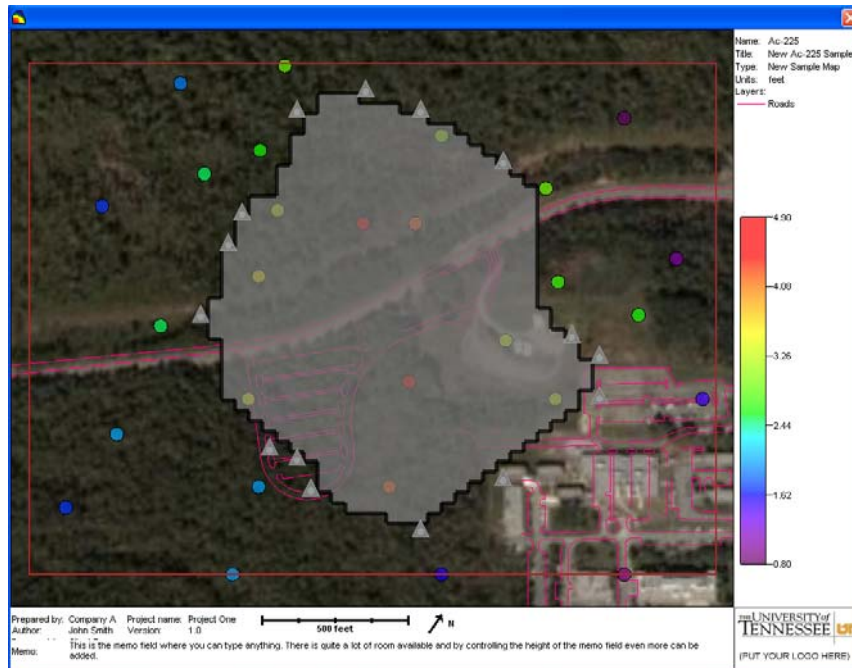 Name: Ac-225
Title: New Ac-225 Sample
Type: New Sample Map
Units: feet
Layers:
Roads
4.90
4.08
3.26
2.44
1.62
0.80
Prepared by: Company A Project name: Project One
Author: John Smith Version: 1.0
500 feet
N
Memo: This is the memo field where you can type anything. There is quite a lot of room available and by controlling the height of the memo field even more can be
added.
THE UNIVERSITY of
TENNESSEE
(PUT YOUR LOGO HERE)